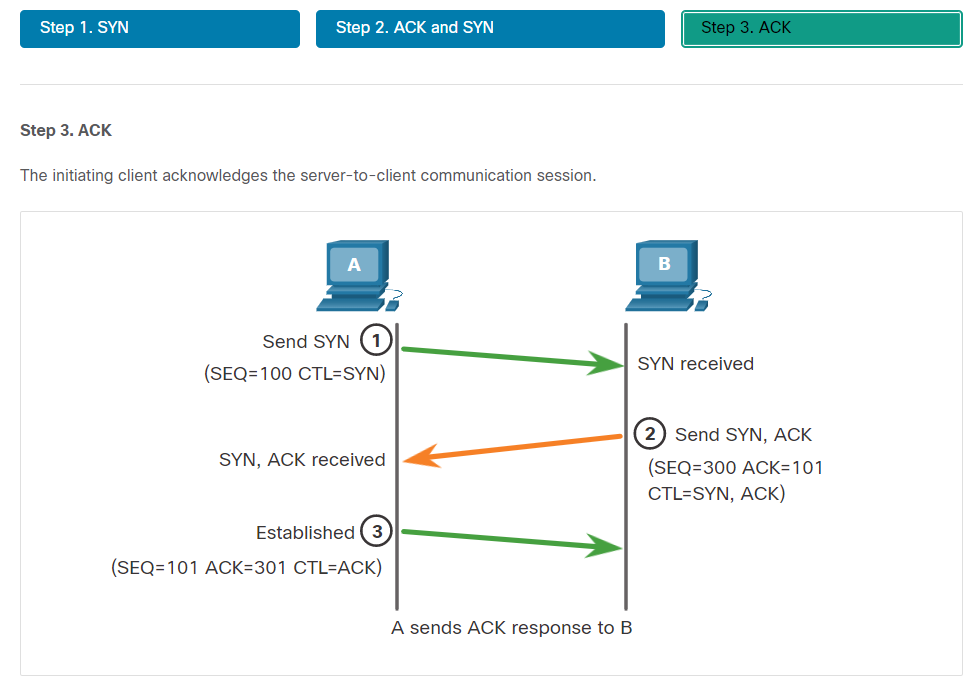 Step 1. SYN
Step 2. ACK and SYN
Step 3. ACK
Step 3. ACK
The initiating client acknowledges the server-to-client communication session.
A
B
Send SYN 1
(SEQ=100 CTL=SYN)
SYN received
2 Send SYN, ACK
SYN, ACK received
(SEQ=300 ACK=101
CTL=SYN, ACK)
Established 3
(SEQ=101 ACK=301 CTL=ACK)
A sends ACK response to B